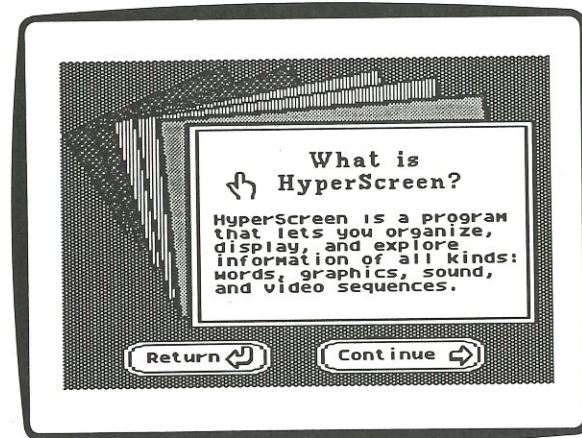 What is
HyperScreen?
HyperScreen is a program
that lets you organize,
display, and explore
information of all kinds:
words, graphics, sound,
and video sequences.
Return
Continue